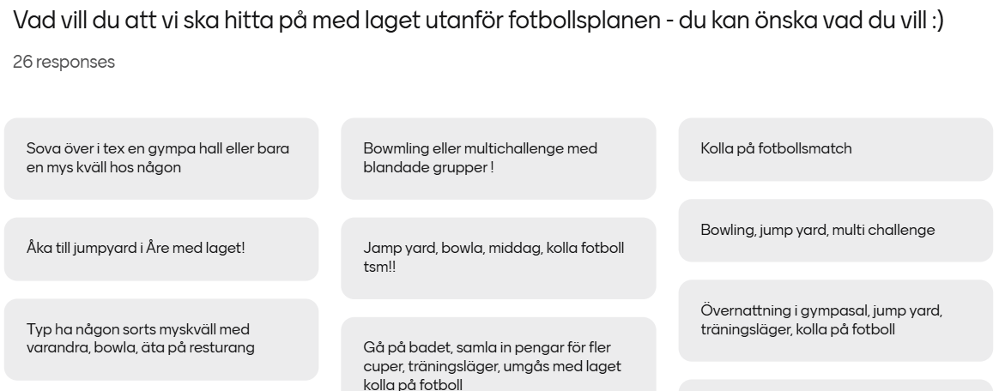 Vad vill du att vi ska hitta på med laget utanför fotbollsplanen - du kan önska vad du vill :)
26 responses
Sova över i tex en gympa hall eller bara
en mys kväll hos någon
Åka till jumpyard i Åre med laget!
Typ ha någon sorts myskväll med
varandra, bowla, äta på resturang
Bowmling eller multichallenge med
blandade grupper !
Jamp yard, bowla, middag, kolla fotboll
tsm!!
Gå på badet, samla in pengar för fler
cuper, träningsläger, umgås med laget
kolla på fotboll
Kolla på fotbollsmatch
Bowling, jump yard, multi challenge
Övernattning i gympasal, jump yard,
träningsläger, kolla på fotboll